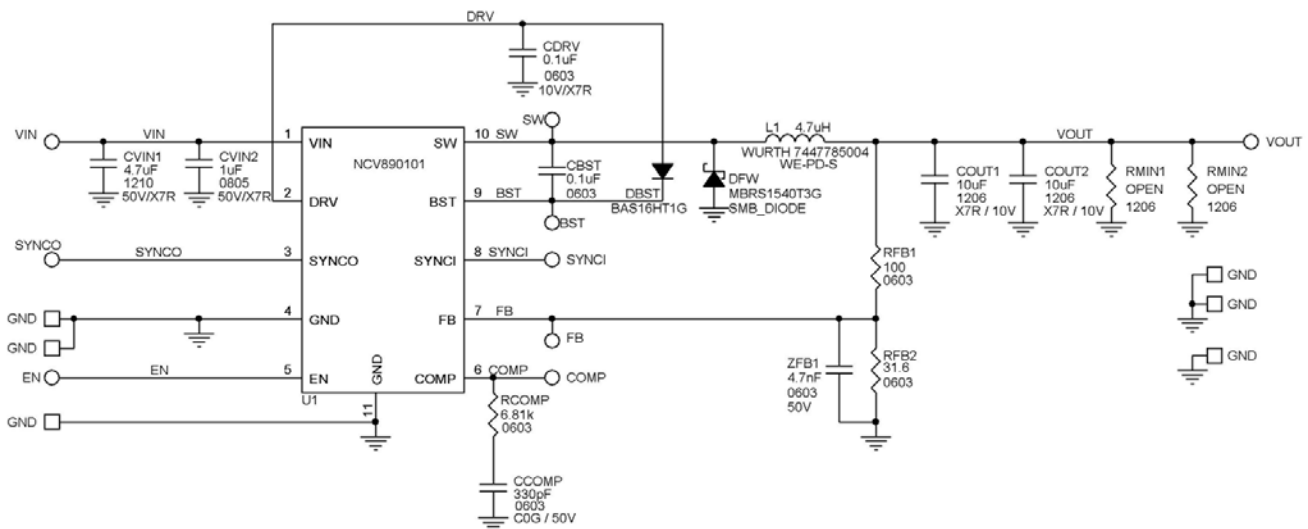 DRV
CDRV
0.1uF
0603
10V/X7R
VIN
VIN
CVIN1
4.7uF
1210
50V/X7R
CVIN2
1uF
0805
50V/X7R
1
VIN
NCV890101
SW
10 SW
SW
L1 4.7uH
WURTH 7447785004
WE-PD-S
VOUT
VOUT
CBST
0.1uF
0603
DBST
BAS16HT1G
DFW
MBRS1540T3G
SMB_DIODE
COUT1
10uF
1206
X7R / 10V
COUT2
10uF
1206
X7R / 10V
RMIN1
OPEN
1206
RMIN2
OPEN
1206
2
DRV
BST
9 BST
BST
SYNCO
SYNCO
3
SYNCO
SYNCI
8 SYNCI
SYNCI
RFB1
100
0603
GND
GND
GND
GND
GND
4
GND
FB
7 FB
FB
ZFB1
4.7nF
0603
50V
RFB2
31.6
0603
EN
EN
5
EN
GND
COMP
6 COMP
COMP
U1
11
GND
RCOMP
6.81k
0603
CCOMP
330pF
0603
C0G / 50V